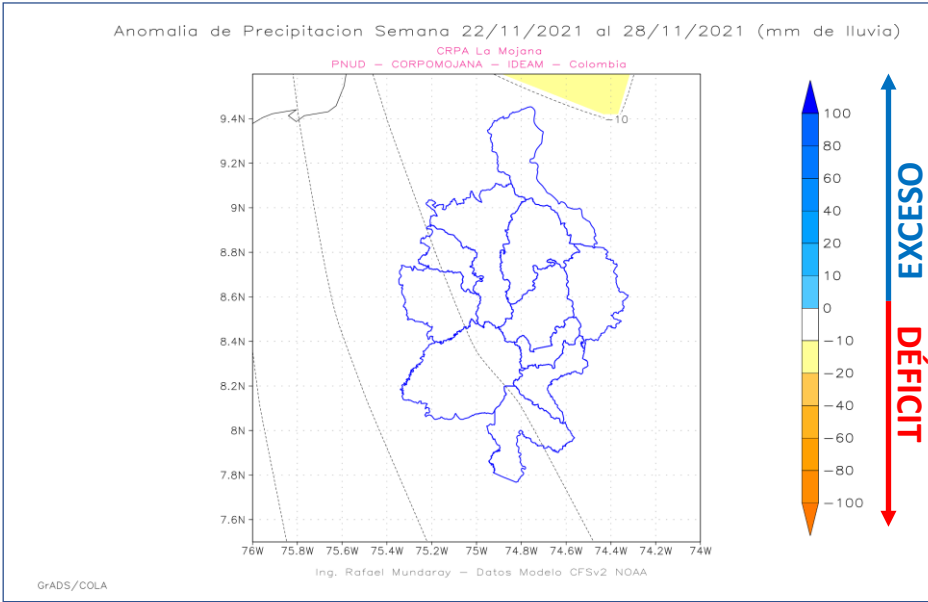 Anomalia de Precipitacion Semana 22/11/2021 al 28/11/2021 (mm de lluvia)
CRPA La Mojana
PNUD − CORPOMOJANA − IDEAM − Colombia
9.4N
9.2N
9N
8.8N
8.6N
8.4N
8.2N
8N
7.8N
7.6N
−10
76W 75.8W 75.6W 75.4W 75.2W 75W 74.8W 74.6W 74.4W 74.2W 74W
Ing. Rafael Mundaray − Datos Modelo CFSv2 NOAA
GrADS/COLA
100
80
60
40
20
10
0
−10
−20
−40
−60
−80
−100
EXCESO
DÉFICIT